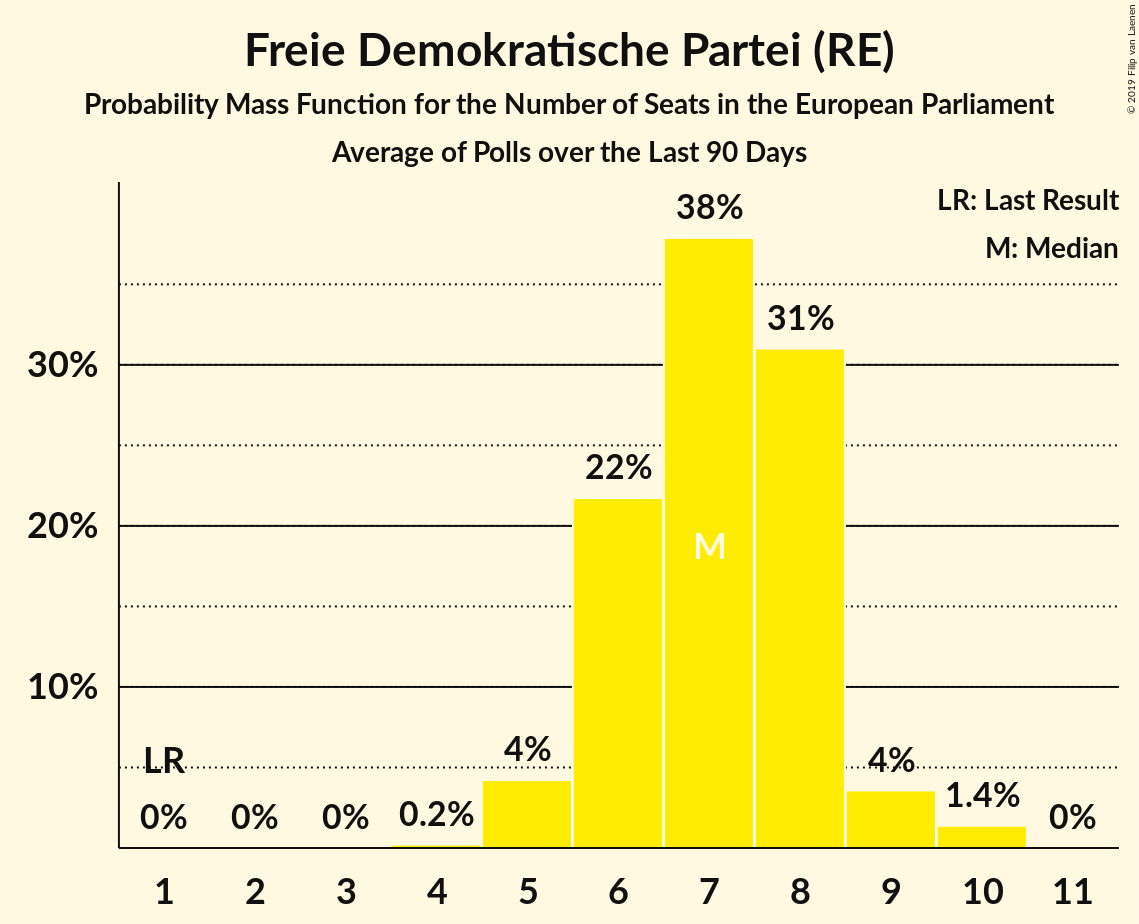 Freie Demokratische Partei (RE)
Probability Mass Function for the Number of Seats in the European Parliament
Average of Polls over the Last 90 Days
© 2019 Filip van Laenen
LR: Last Result
M: Median
38%
31%
30%
22%
20%
M
10%
LR
4%
4%
0%
0%
0%
0.2%
1.4%
0%
1 2 3 4 5 6 7 8 9 10 11